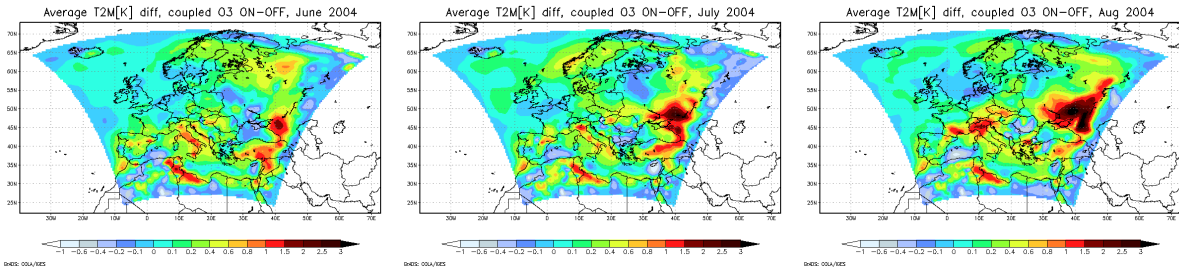 Average T2M[K] diff, coupled O3 ON-OFF, June 2004
70N
65N
60N
55N
50N
45N
40N
35N
30N
25N
30W 20W 10W 0 10E 20E 30E 40E 50E 60E 70E
-1 -0.6 -0.4 -0.2 -0.1 0 0.1 0.2 0.4 0.6 0.8 1 1.5 2 2.5 3
GrADS: COLA/IGES
Average T2M[K] diff, coupled O3 ON-OFF, July 2004
70N
65N
60N
55N
50N
45N
40N
35N
30N
25N
30W 20W 10W 0 10E 20E 30E 40E 50E 60E 70E
-1 -0.6 -0.4 -0.2 -0.1 0 0.1 0.2 0.4 0.6 0.8 1 1.5 2 2.5 3
GrADS: COLA/IGES
Average T2M[K] diff, coupled O3 ON-OFF, Aug 2004
70N
65N
60N
55N
50N
45N
40N
35N
30N
25N
30W 20W 10W 0 10E 20E 30E 40E 50E 60E 70E
-1 -0.6 -0.4 -0.2 -0.1 0 0.1 0.2 0.4 0.6 0.8 1 1.5 2 2.5 3
GrADS: COLA/IGES